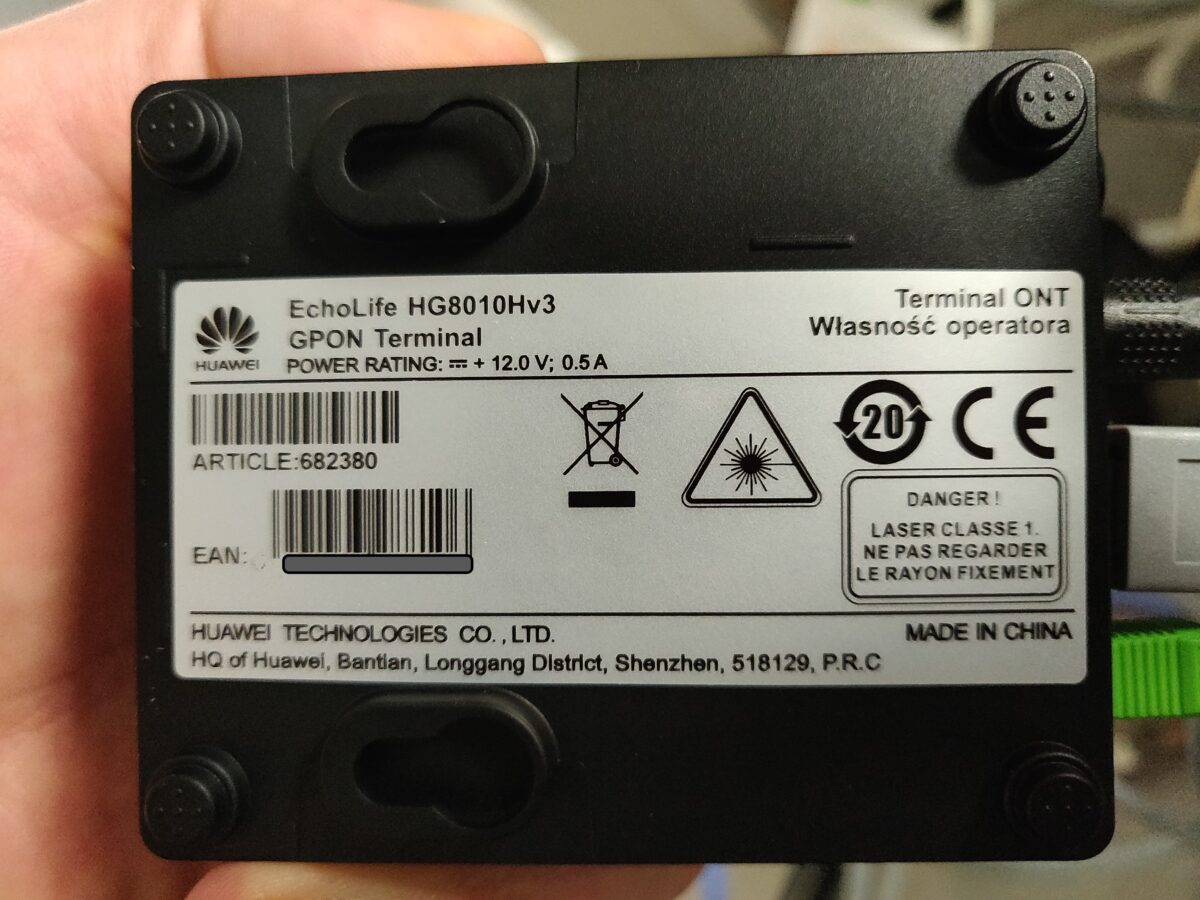 EchoLife HG8010Hv3
GPON Terminal
POWER RATING: ⎓ + 12.0 V; 0.5 A
HUAWEI
Terminal ONT
Własność operatora
ARTICLE:682380
EAN:
20
CE
DANGER !
LASER CLASSE 1.
NE PAS REGARDER
LE RAYON FIXEMENT
HUAWEI TECHNOLOGIES CO., LTD.
MADE IN CHINA
HQ of Huawei, Bantian, Longgang District, Shenzhen, 518129, P.R.C